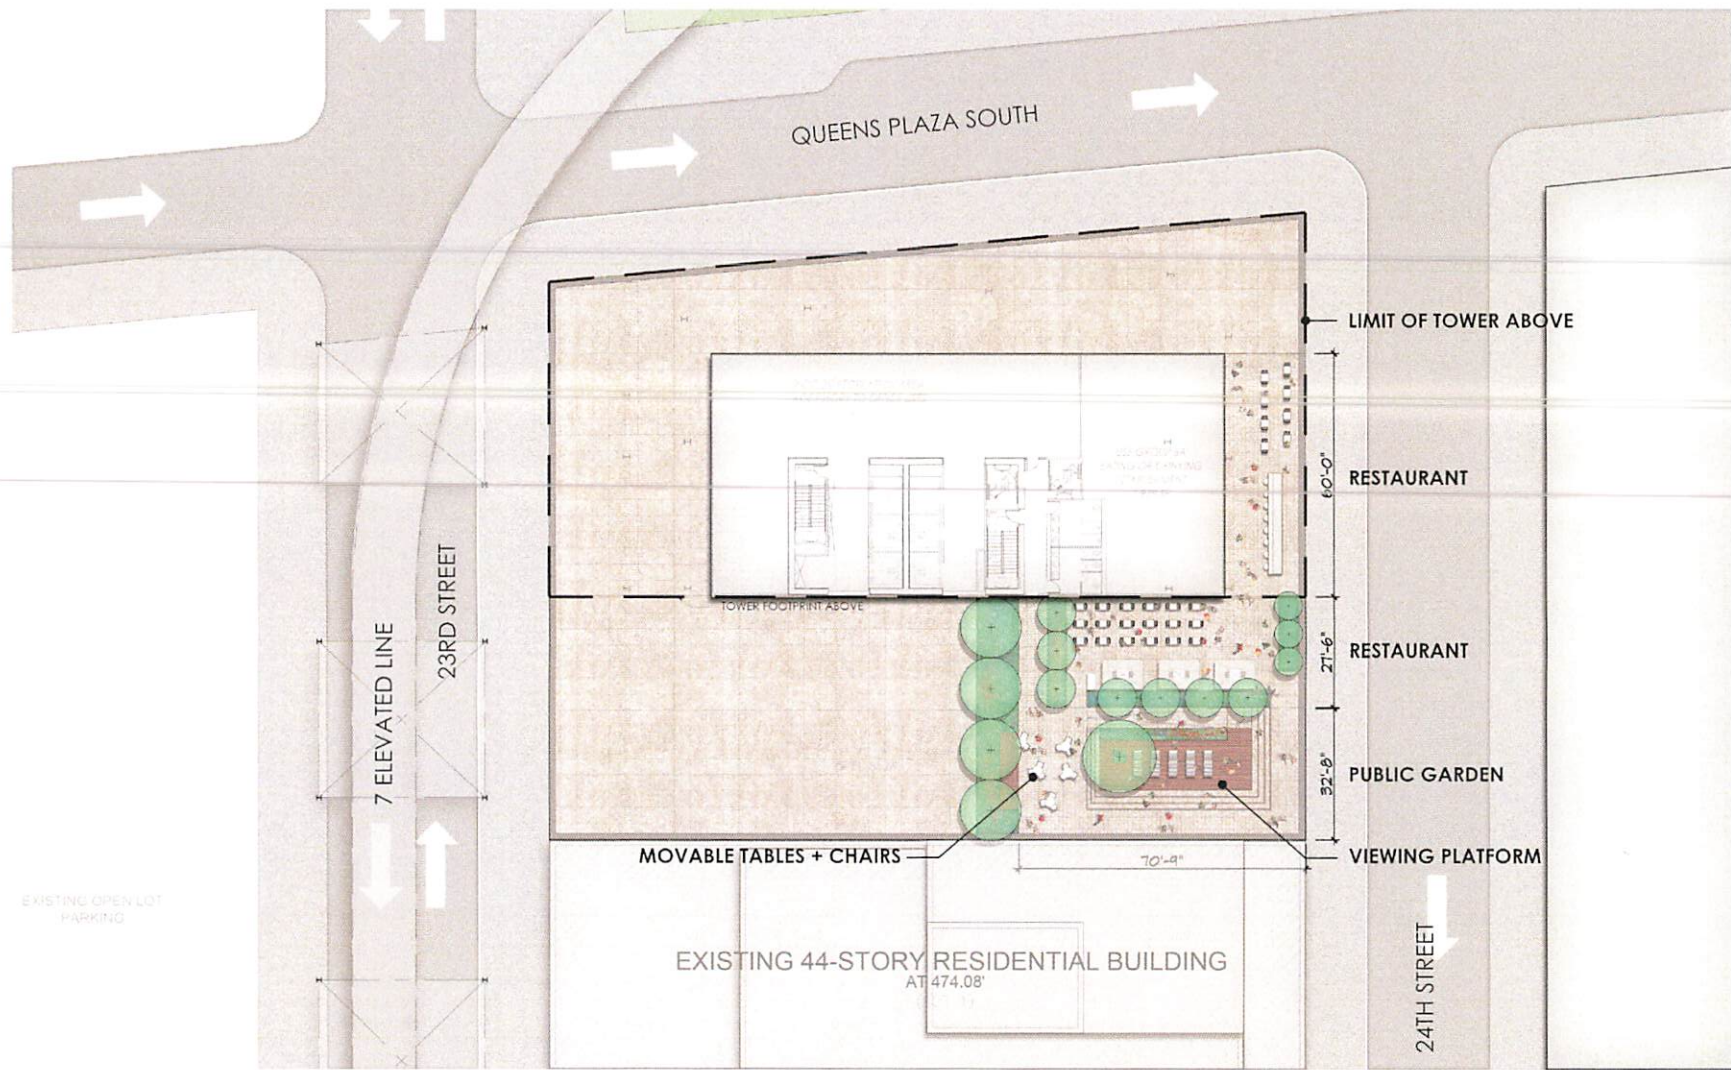 QUEENS PLAZA SOUTH
LIMIT OF TOWER ABOVE
60'-0"
RESTAURANT
23RD STREET
7 ELEVATED LINE
TOWER FOOTPRINT ABOVE
27'-6"
RESTAURANT
32'-8"
PUBLIC GARDEN
MOVABLE TABLES + CHAIRS
70'-9"
VIEWING PLATFORM
EXISTING OPEN LOT
PARKING
EXISTING 44-STORY RESIDENTIAL BUILDING
AT 474.08'
24TH STREET